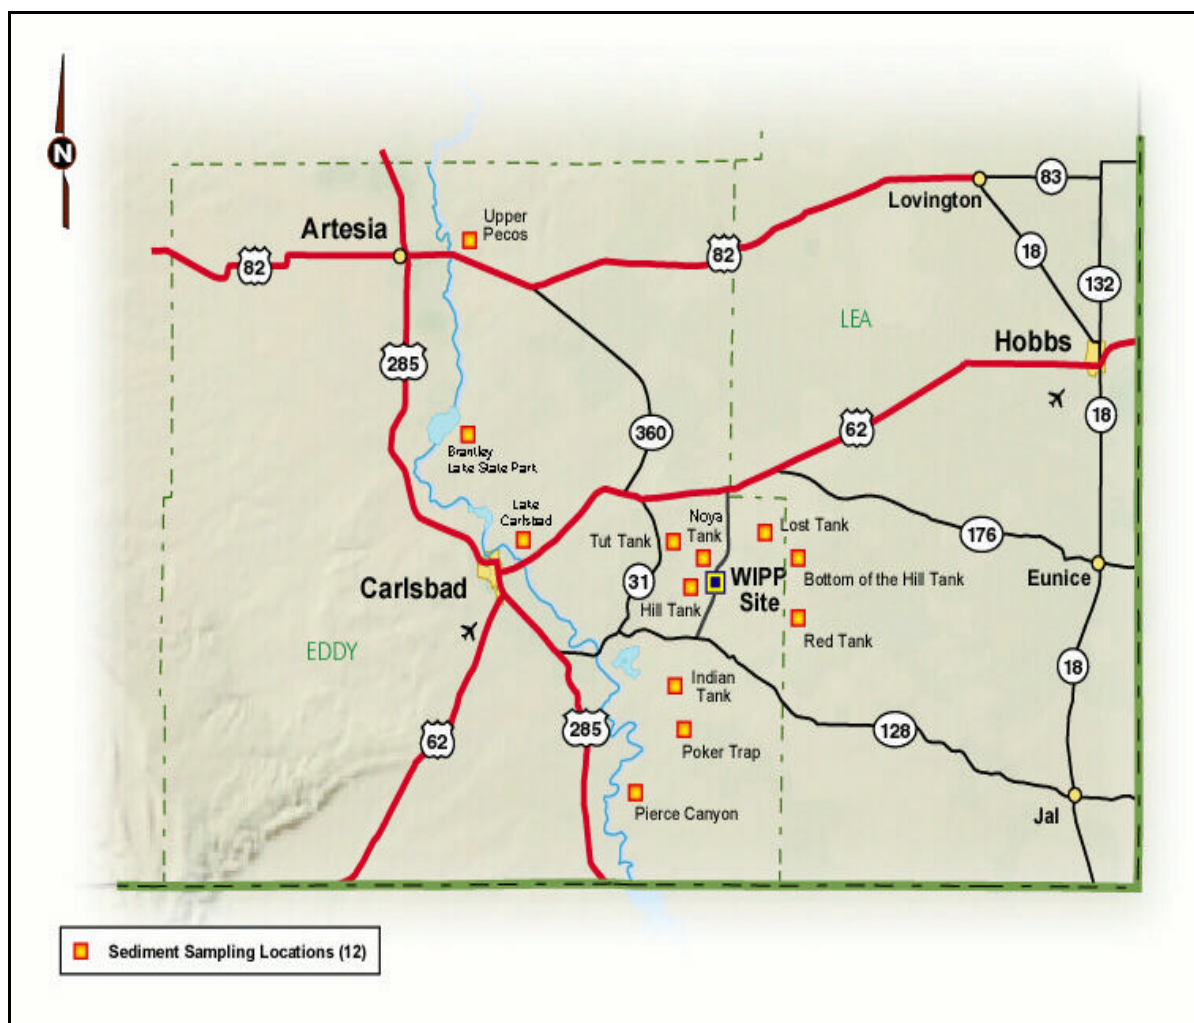 N
83
Lovington
Upper
Pecos
Artesia
82
82
18
132
LEA
Hobbs
285
18
62
360
Brantley
Lake State Park
Lake
Carlsbad
Noya
Tank
Lost Tank
Tut Tank
176
Bottom of the Hill Tank
Eunice
WIPP
Site
31
Carlsbad
Hill Tank
Red Tank
EDDY
18
Indian
Tank
62
285
128
Poker Trap
Pierce Canyon
Jal
Sediment Sampling Locations (12)